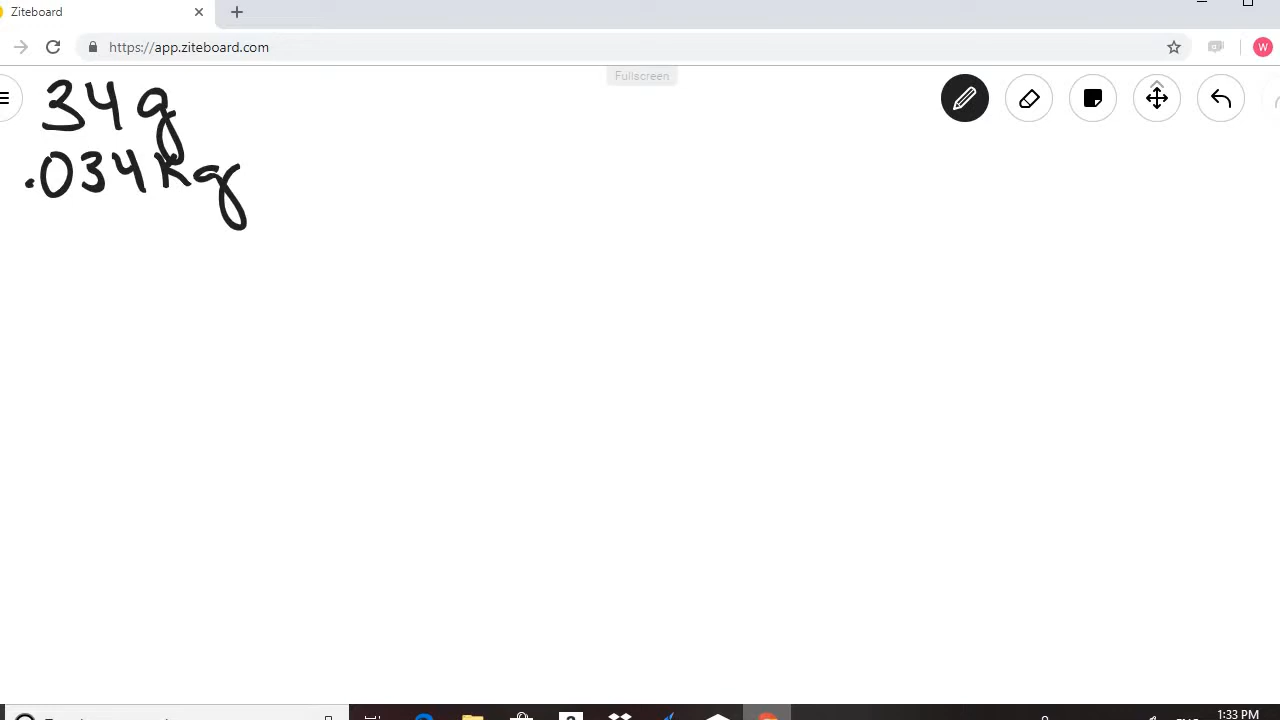 Ziteboard
https://app.ziteboard.com
Fullscreen
W
34g
.034kg
1:33 PM